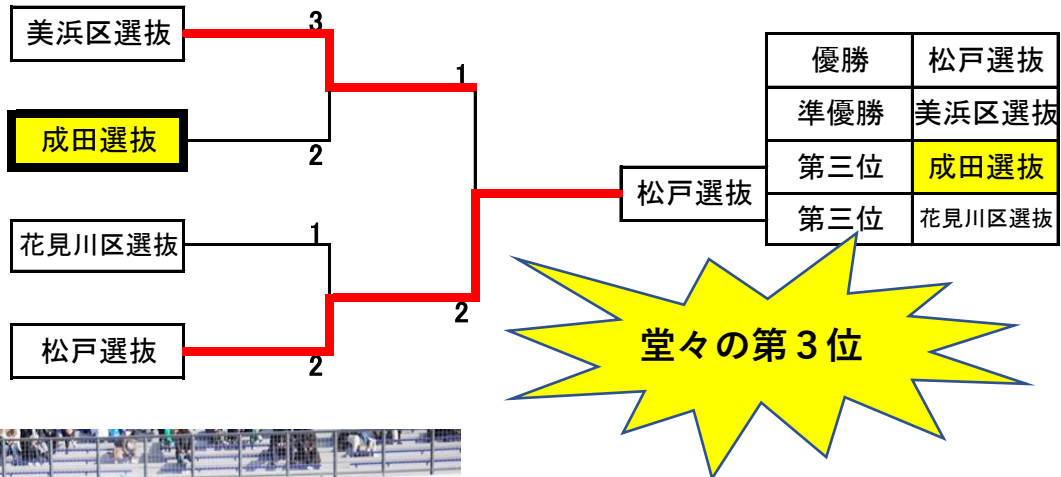 美浜区選抜
3
成田選抜
2
1
花見川区選抜
1
松戸選抜
2
2
松戸選抜
優勝 松戸選抜
準優勝 美浜区選抜
第三位 成田選抜
第三位 花見川区選抜
堂々の第３位